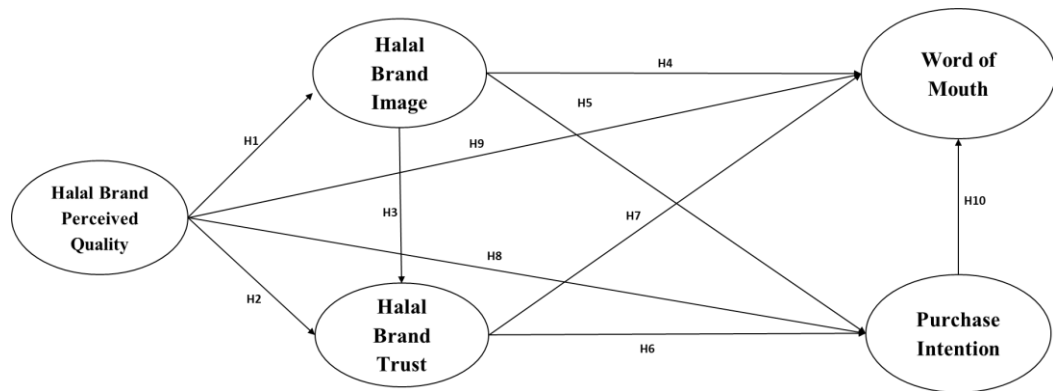 Halal
Brand
Image
Word of
Mouth
H4
H5
H1
H9
Halal Brand
Perceived
Quality
H3
H7
H10
H8
H2
Halal
Brand
Trust
H6
Purchase
Intention